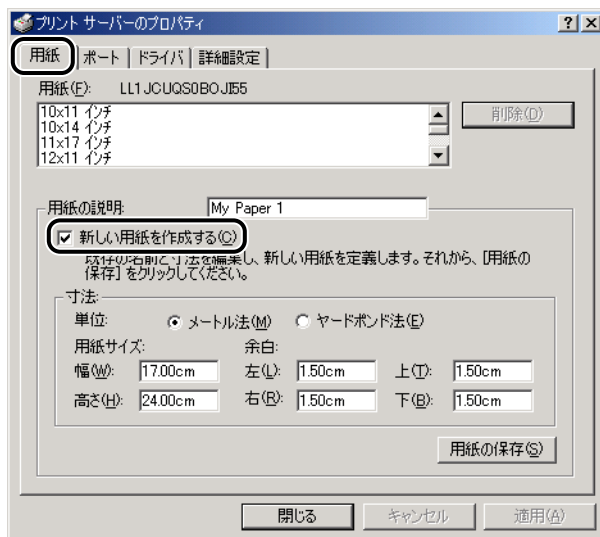 プリント サーバーのプロパティ
用紙 ポート ドライバ 詳細設定
用紙(F): LL1JCUQS0BOJI55
10x11 インチ
10x14 インチ
11x17 インチ
12x11 インチ
削除(D)
用紙の説明: My Paper 1
新しい用紙を作成する(C)
既存の名前と寸法を編集し、新しい用紙を定義します。それから、[用紙の
保存] をクリックしてください。
寸法:
単位: メートル法(M) ヤードポンド法(E)
用紙サイズ: 余白:
幅(W): 17.00cm 左(L): 1.50cm 上(T): 1.50cm
高さ(H): 24.00cm 右(R): 1.50cm 下(B): 1.50cm
用紙の保存(S)
閉じる キャンセル 適用(A)